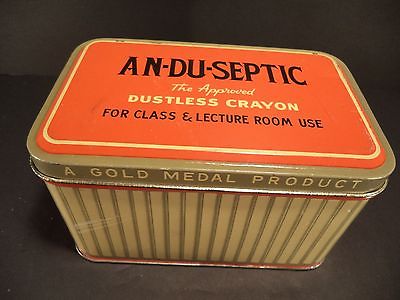 AN-DU-SEPTIC
The Approved
DUSTLESS CRAYON
FOR CLASS & LECTURE ROOM USE
A GOLD MEDAL PRODUCT